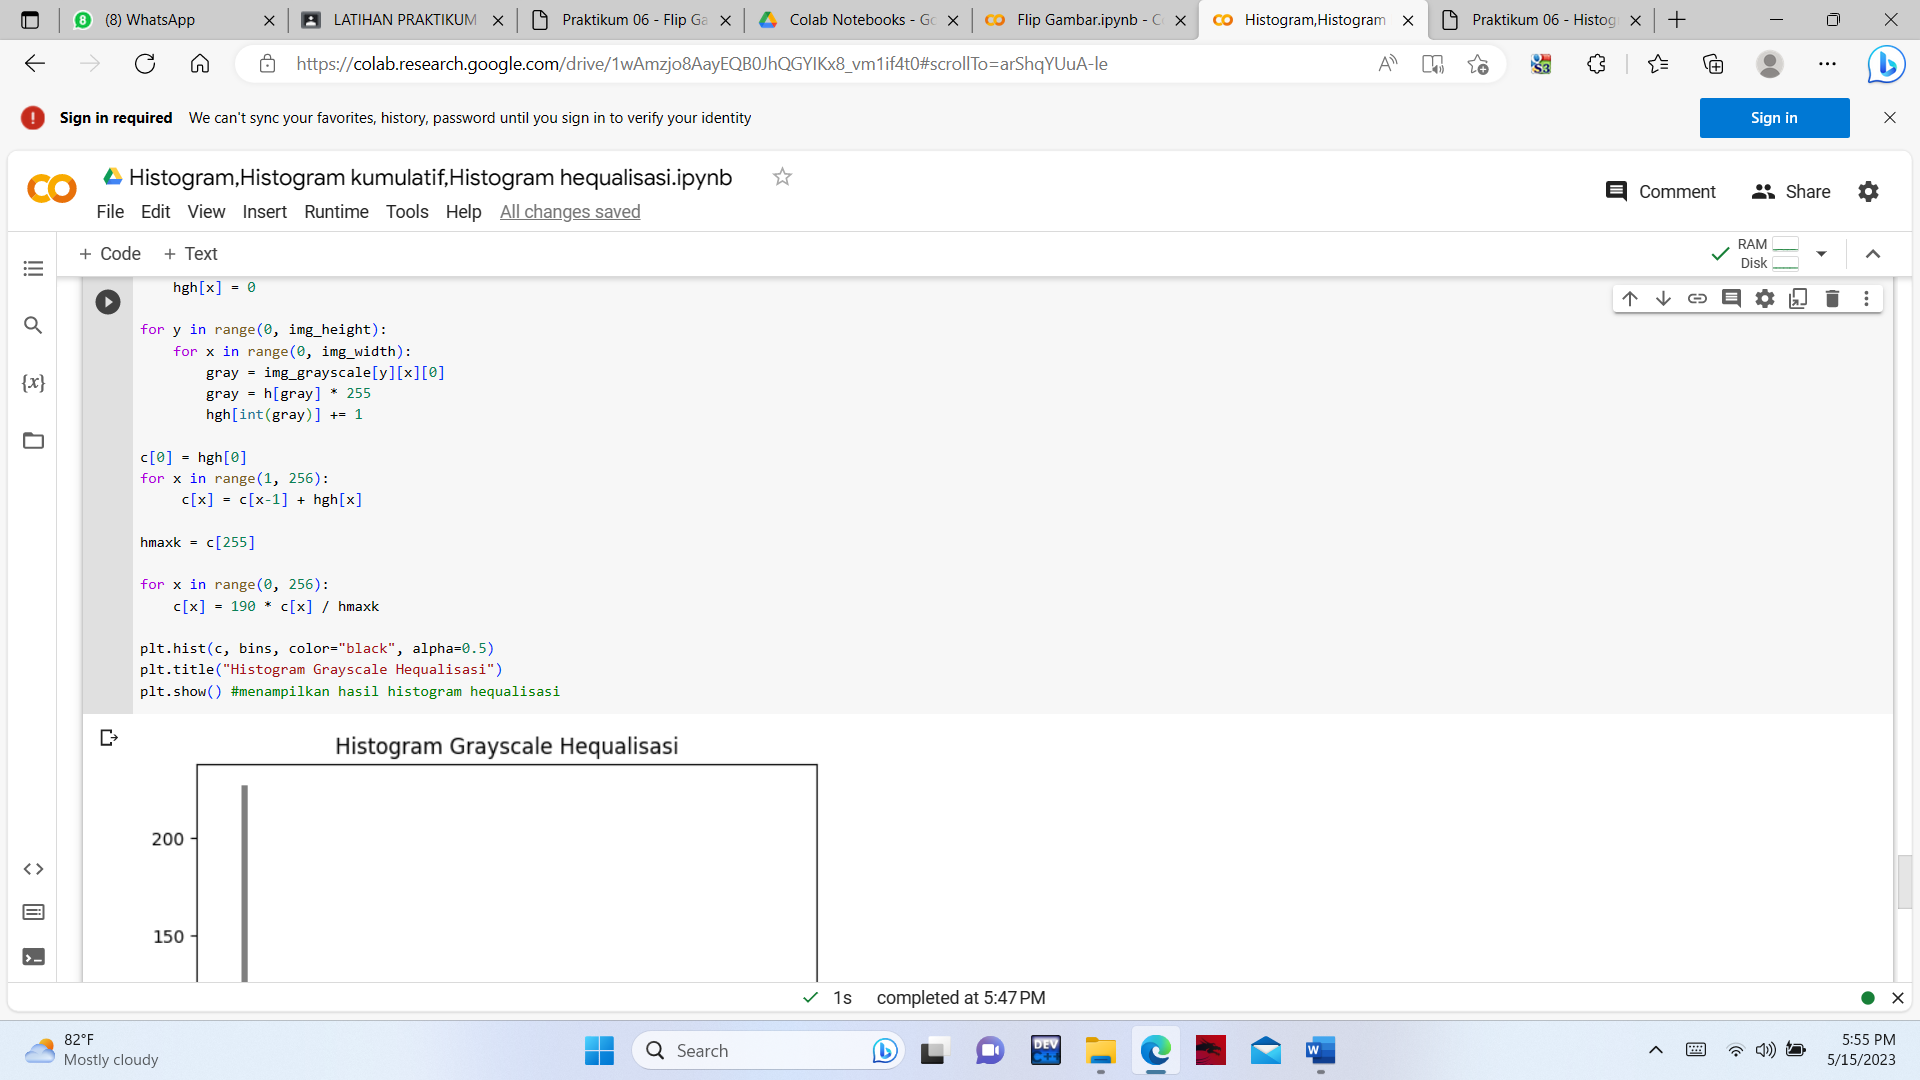 (8) WhatsApp
LATIHAN PRAKTIKUM
Praktikum 06 - Flip Ga
Colab Notebooks - Go
Flip Gambar.ipynb - C
Histogram,Histogram
Praktikum 06 - Histog
https://colab.research.google.com/drive/1wAmzjo8AayEQB0JhQGYIKx8_vm1if4t0#scrollTo=arShqYUuA-Ie
Sign in required We can't sync your favorites, history, password until you sign in to verify your identity
Sign in
Histogram,Histogram kumulatif,Histogram hequalisasi.ipynb
File Edit View Insert Runtime Tools Help All changes saved
Comment
Share
+ Code + Text
RAM
Disk
hgh[x] = 0
for y in range(0, img_height):
for x in range(0, img_width):
gray = img_grayscale[y][x][0]
gray = h[gray] * 255
hgh[int(gray)] += 1
c[0] = hgh[0]
for x in range(1, 256):
c[x] = c[x-1] + hgh[x]
hmaxk = c[255]
for x in range(0, 256):
c[x] = 190 * c[x] / hmaxk
plt.hist(c, bins, color="black", alpha=0.5)
plt.title("Histogram Grayscale Hequalisasi")
plt.show() #menampilkan hasil histogram hequalisasi
Histogram Grayscale Hequalisasi
200
150
1s completed at 5:47 PM
82°F
Mostly cloudy
Search
DEV
C++
W
5:55 PM
5/15/2023